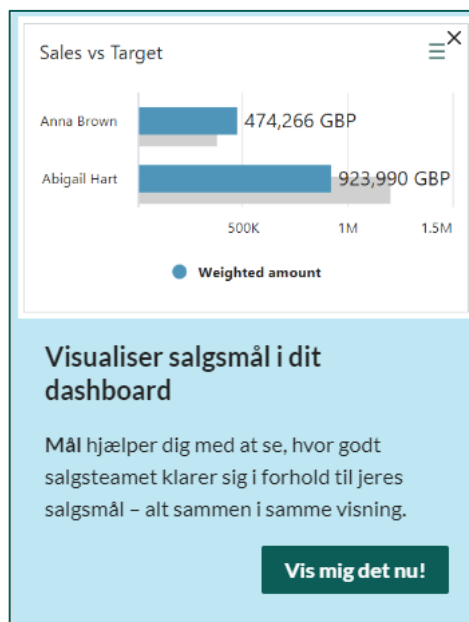 Sales vs Target
Anna Brown
474,266 GBP
Abigail Hart
923,990 GBP
500K 1M 1.5M
Weighted amount
Visualiser salgsmål i dit
dashboard
Mål hjælper dig med at se, hvor godt
salgsteamet klarer sig i forhold til jeres
salgsmål – alt sammen i samme visning.
Vis mig det nu!